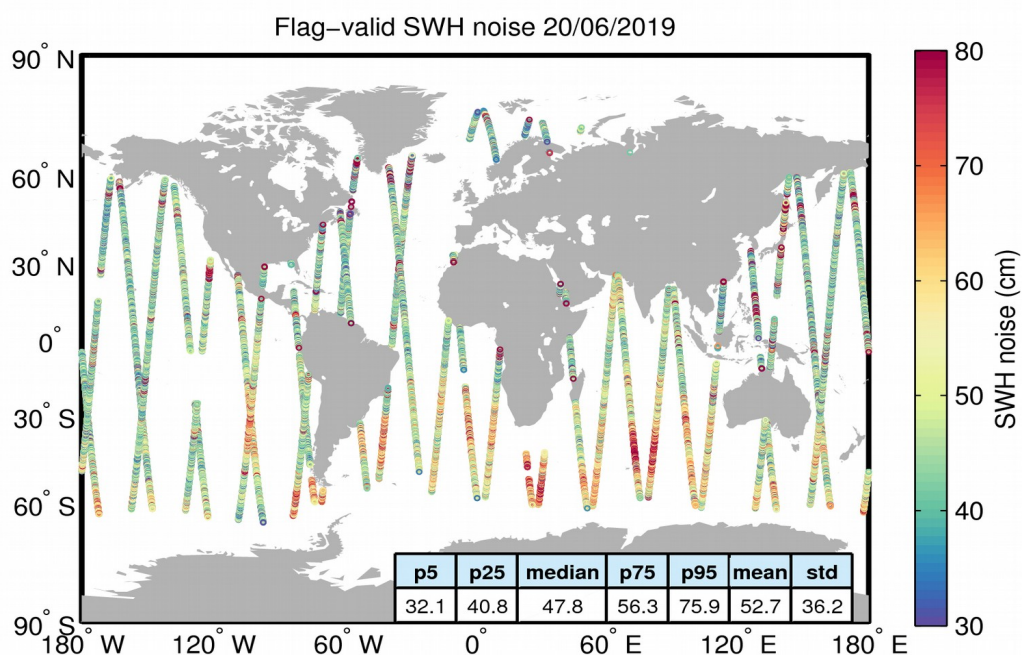 Flag−valid SWH noise 20/06/2019
90° N
60° N
30° N
0°
30° S
60° S
90° S
180° W
120° W
60° W
0°
60° E
120° E
180° E
80
70
60
50
40
30
SWH noise (cm)
p5 p25 median p75 p95 mean std
32.1 40.8 47.8 56.3 75.9 52.7 36.2